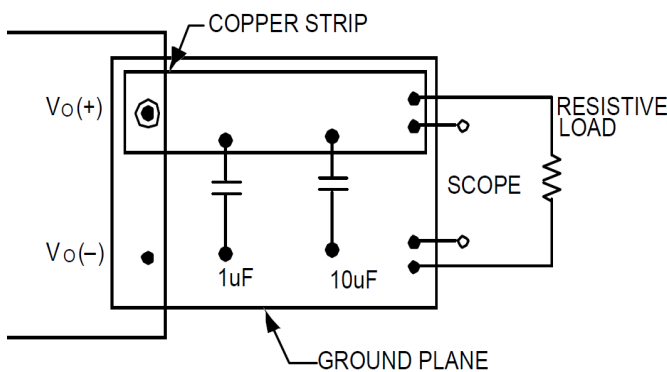 COPPER STRIP
VO(+)
RESISTIVE
LOAD
SCOPE
VO(–)
1uF
10uF
GROUND PLANE